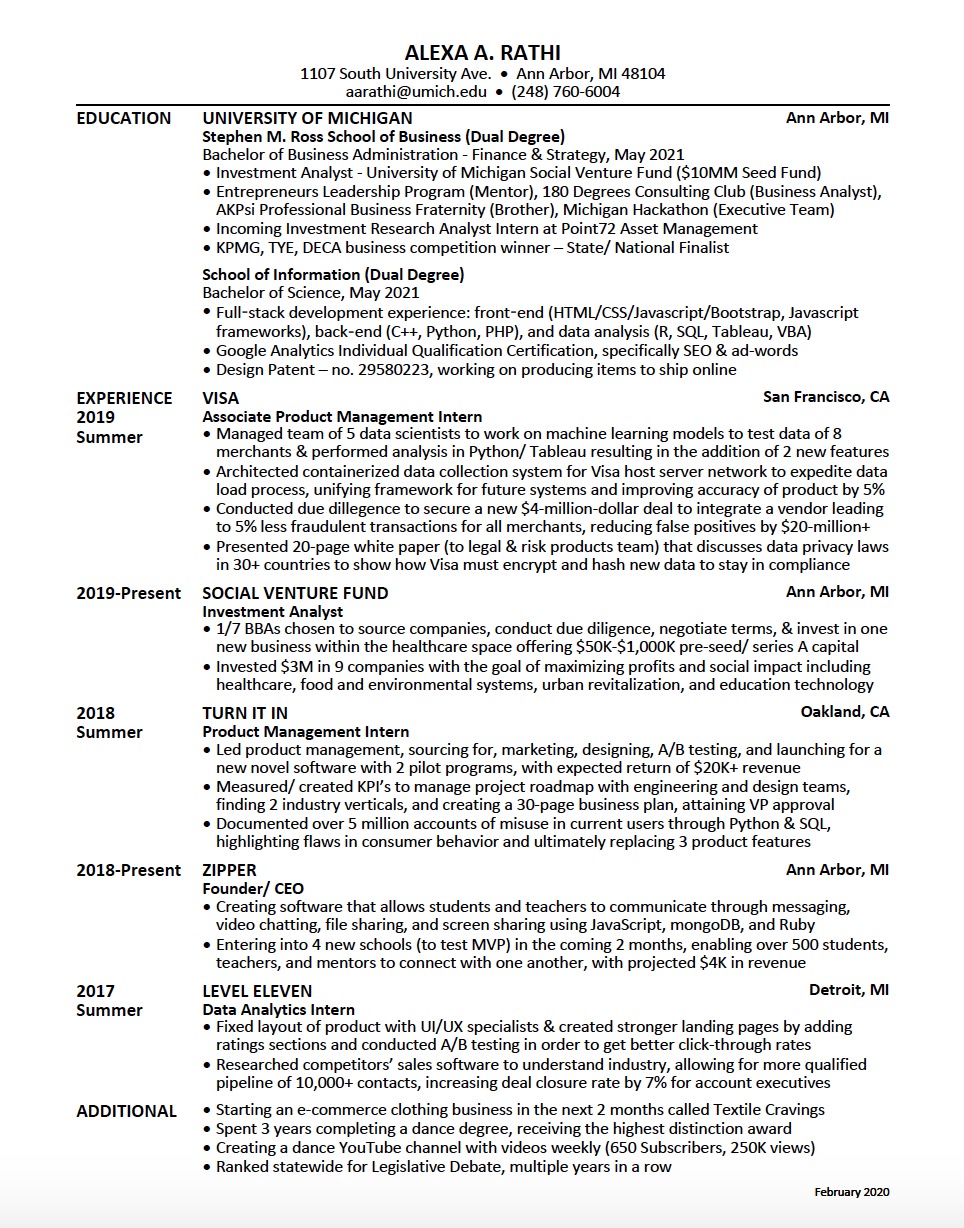 ALEXA A. RATHI
1107 South University Ave. • Ann Arbor, MI 48104
aarathi@umich.edu • (248) 760-6004
EDUCATION UNIVERSITY OF MICHIGAN Ann Arbor, MI
Stephen M. Ross School of Business (Dual Degree)
Bachelor of Business Administration - Finance & Strategy, May 2021
• Investment Analyst - University of Michigan Social Venture Fund ($10MM Seed Fund)
• Entrepreneurs Leadership Program (Mentor), 180 Degrees Consulting Club (Business Analyst),
AKPsi Professional Business Fraternity (Brother), Michigan Hackathon (Executive Team)
• Incoming Investment Research Analyst Intern at Point72 Asset Management
• KPMG, TYE, DECA business competition winner – State/ National Finalist
School of Information (Dual Degree)
Bachelor of Science, May 2021
• Full-stack development experience: front-end (HTML/CSS/Javascript/Bootstrap, Javascript
frameworks), back-end (C++, Python, PHP), and data analysis (R, SQL, Tableau, VBA)
• Google Analytics Individual Qualification Certification, specifically SEO & ad-words
• Design Patent – no. 29580223, working on producing items to ship online
EXPERIENCE VISA San Francisco, CA
2019 Associate Product Management Intern
Summer • Managed team of 5 data scientists to work on machine learning models to test data of 8
merchants & performed analysis in Python/ Tableau resulting in the addition of 2 new features
• Architected containerized data collection system for Visa host server network to expedite data
load process, unifying framework for future systems and improving accuracy of product by 5%
• Conducted due dillegence to secure a new $4-million-dollar deal to integrate a vendor leading
to 5% less fraudulent transactions for all merchants, reducing false positives by $20-million+
• Presented 20-page white paper (to legal & risk products team) that discusses data privacy laws
in 30+ countries to show how Visa must encrypt and hash new data to stay in compliance
2019-Present SOCIAL VENTURE FUND Ann Arbor, MI
Investment Analyst
• 1/7 BBAs chosen to source companies, conduct due diligence, negotiate terms, & invest in one
new business within the healthcare space offering $50K-$1,000K pre-seed/ series A capital
• Invested $3M in 9 companies with the goal of maximizing profits and social impact including
healthcare, food and environmental systems, urban revitalization, and education technology
2018 TURN IT IN Oakland, CA
Summer Product Management Intern
• Led product management, sourcing for, marketing, designing, A/B testing, and launching for a
new novel software with 2 pilot programs, with expected return of $20K+ revenue
• Measured/ created KPI’s to manage project roadmap with engineering and design teams,
finding 2 industry verticals, and creating a 30-page business plan, attaining VP approval
• Documented over 5 million accounts of misuse in current users through Python & SQL,
highlighting flaws in consumer behavior and ultimately replacing 3 product features
2018-Present ZIPPER Ann Arbor, MI
Founder/ CEO
• Creating software that allows students and teachers to communicate through messaging,
video chatting, file sharing, and screen sharing using JavaScript, mongoDB, and Ruby
• Entering into 4 new schools (to test MVP) in the coming 2 months, enabling over 500 students,
teachers, and mentors to connect with one another, with projected $4K in revenue
2017 LEVEL ELEVEN Detroit, MI
Summer Data Analytics Intern
• Fixed layout of product with UI/UX specialists & created stronger landing pages by adding
ratings sections and conducted A/B testing in order to get better click-through rates
• Researched competitors’ sales software to understand industry, allowing for more qualified
pipeline of 10,000+ contacts, increasing deal closure rate by 7% for account executives
ADDITIONAL • Starting an e-commerce clothing business in the next 2 months called Textile Cravings
• Spent 3 years completing a dance degree, receiving the highest distinction award
• Creating a dance YouTube channel with videos weekly (650 Subscribers, 250K views)
• Ranked statewide for Legislative Debate, multiple years in a row
February 2020